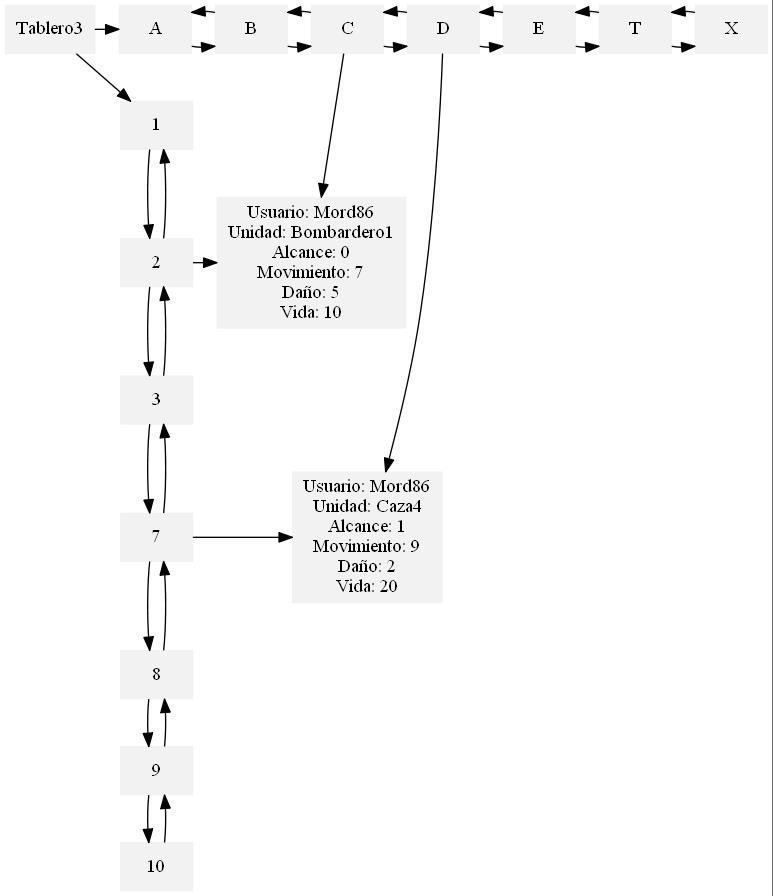 Tablero3 A B C D E T X
1
2
Usuario: Mord86
Unidad: Bombardero1
Alcance: 0
Movimiento: 7
Daño: 5
Vida: 10
3
7
Usuario: Mord86
Unidad: Caza4
Alcance: 1
Movimiento: 9
Daño: 2
Vida: 20
8
9
10